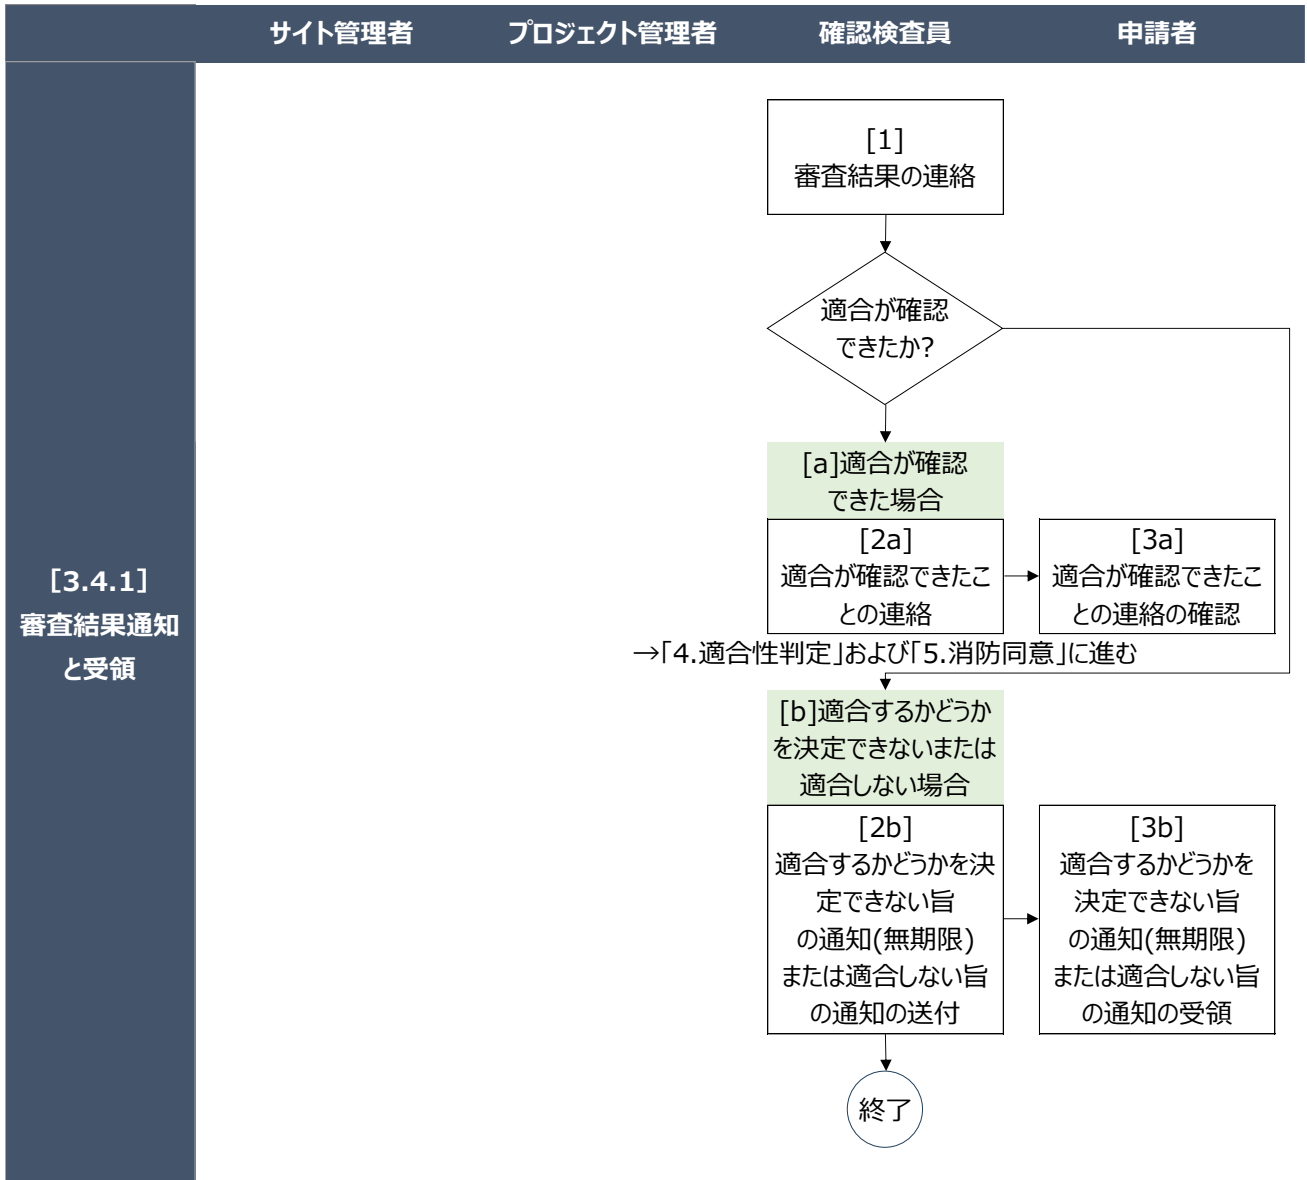 サイト管理者
プロジェクト管理者
確認検査員
申請者
[3.4.1]
審査結果通知
と受領
[1]
審査結果の連絡
適合が確認
できたか?
[a]適合が確認
できた場合
[2a]
適合が確認できたこ
との連絡
[3a]
適合が確認できたこ
との連絡の確認
→「4.適合性判定」および「5.消防同意」に進む
[b]適合するかどうか
を決定できないまたは
適合しない場合
[2b]
適合するかどうかを決
定できない旨
の通知(無期限)
または適合しない旨
の通知の送付
[3b]
適合するかどうかを
決定できない旨
の通知(無期限)
または適合しない旨
の通知の受領
終了